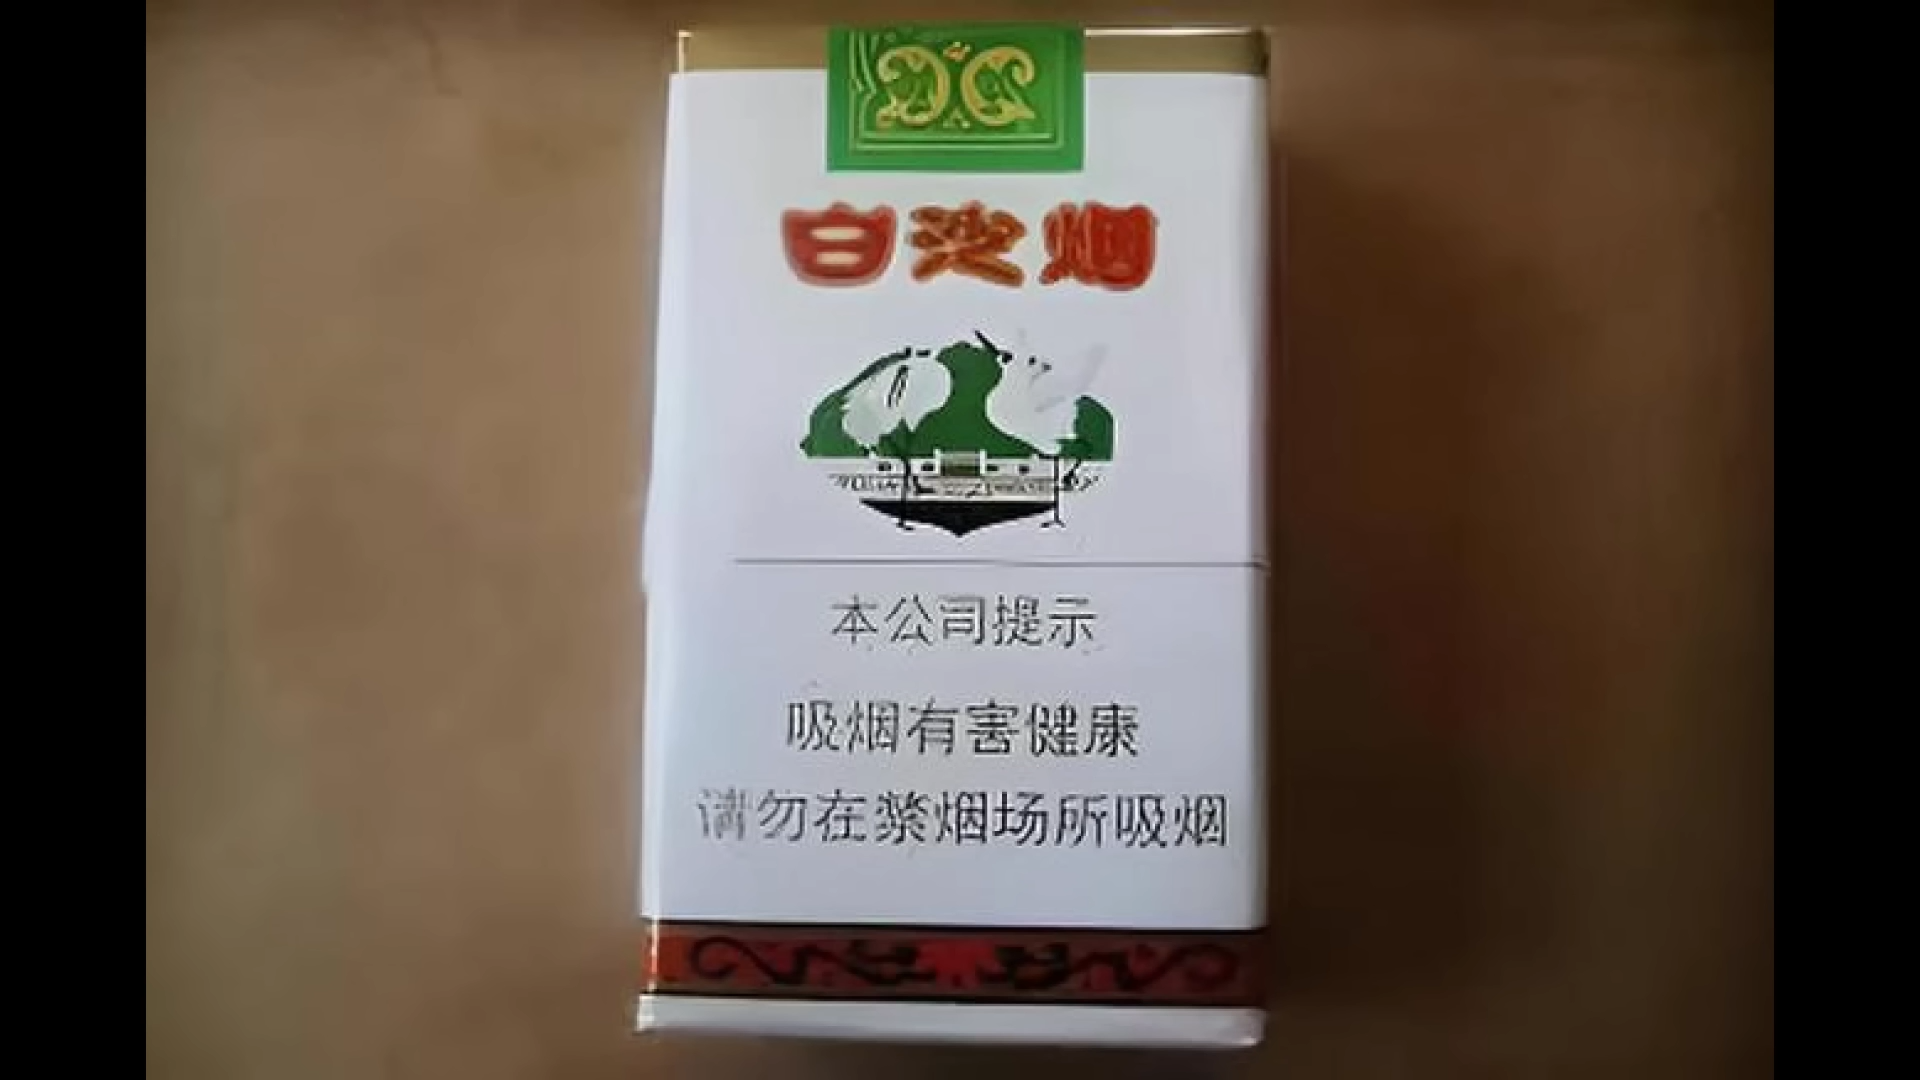 白沙烟
本公司提示
吸烟有害健康
请勿在禁烟场所吸烟